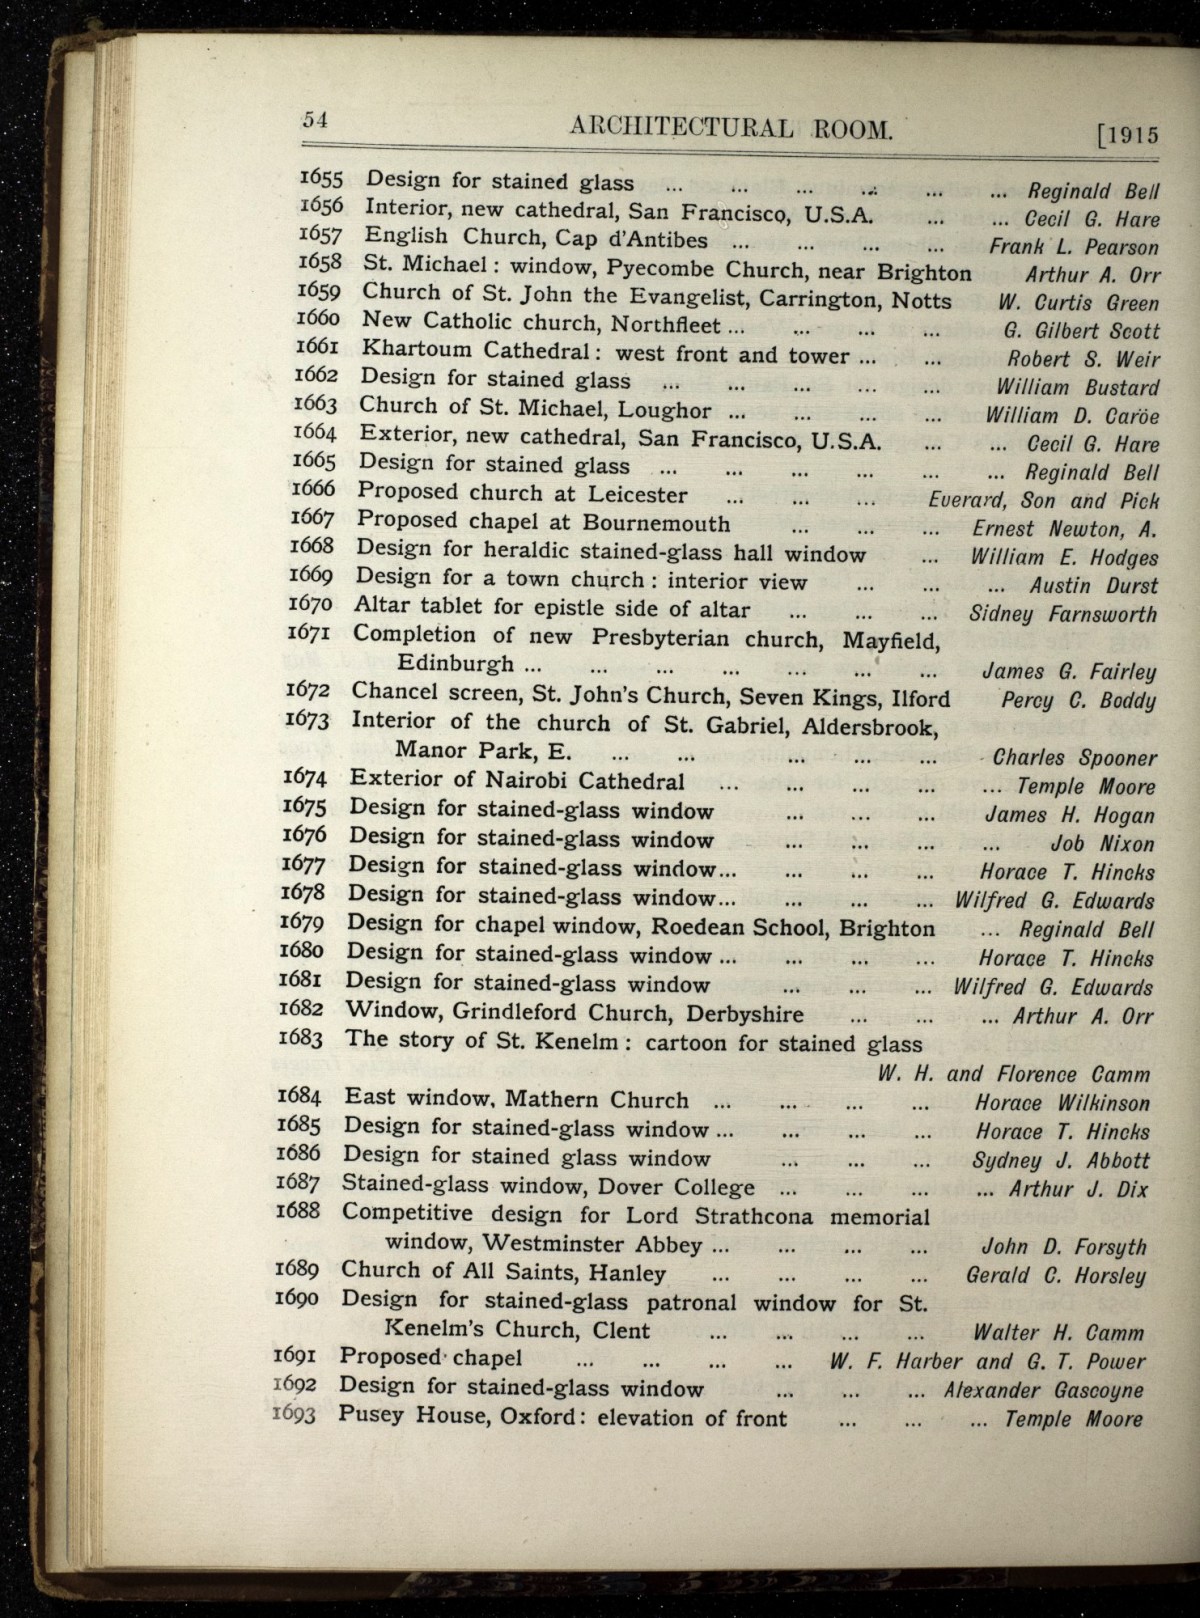 54 ARCHITECTURAL ROOM. [1915
1655 Design for stained glass ... ... ... ... ... ... Reginald Bell
1656 Interior, new cathedral, San Francisco, U.S.A. ... ... Cecil G. Hare
1657 English Church, Cap d'Antibes ... ... ... ... Frank L. Pearson
1658 St. Michael: window, Pyecombe Church, near Brighton Arthur A. Orr
1659 Church of St. John the Evangelist, Carrington, Notts W. Curtis Green
1660 New Catholic church, Northfleet ... ... ... ... G. Gilbert Scott
1661 Khartoum Cathedral: west front and tower ... ... Robert S. Weir
1662 Design for stained glass ... ... ... ... ... William Bustard
1663 Church of St. Michael, Loughor ... ... ... ... William D. Caröe
1664 Exterior, new cathedral, San Francisco, U.S.A. ... ... Cecil G. Hare
1665 Design for stained glass ... ... ... ... ... ... Reginald Bell
1666 Proposed church at Leicester ... ... ... Everard, Son and Pick
1667 Proposed chapel at Bournemouth ... ... ... Ernest Newton, A.
1668 Design for heraldic stained-glass hall window ... William E. Hodges
1669 Design for a town church: interior view ... ... ... Austin Durst
1670 Altar tablet for epistle side of altar ... ... ... Sidney Farnsworth
1671 Completion of new Presbyterian church, Mayfield,
Edinburgh ... ... ... ... ... ... ... James G. Fairley
1672 Chancel screen, St. John's Church, Seven Kings, Ilford Percy C. Boddy
1673 Interior of the church of St. Gabriel, Aldersbrook,
Manor Park, E. ... ... ... ... ... Charles Spooner
1674 Exterior of Nairobi Cathedral ... ... ... ... ... Temple Moore
1675 Design for stained-glass window ... ... ... James H. Hogan
1676 Design for stained-glass window ... ... ... ... Job Nixon
1677 Design for stained-glass window... ... ... ... Horace T. Hincks
1678 Design for stained-glass window... ... ... ... Wilfred G. Edwards
1679 Design for chapel window, Roedean School, Brighton ... Reginald Bell
1680 Design for stained-glass window ... ... ... ... Horace T. Hincks
1681 Design for stained-glass window ... ... ... Wilfred G. Edwards
1682 Window, Grindleford Church, Derbyshire ... ... ... Arthur A. Orr
1683 The story of St. Kenelm: cartoon for stained glass
W. H. and Florence Camm
1684 East window, Mathern Church ... ... ... ... Horace Wilkinson
1685 Design for stained-glass window ... ... ... ... Horace T. Hincks
1686 Design for stained glass window ... ... ... Sydney J. Abbott
1687 Stained-glass window, Dover College ... ... ... ... Arthur J. Dix
1688 Competitive design for Lord Strathcona memorial
window, Westminster Abbey ... ... ... ... John D. Forsyth
1689 Church of All Saints, Hanley ... ... ... ... Gerald C. Horsley
1690 Design for stained-glass patronal window for St.
Kenelm's Church, Clent ... ... ... ... Walter H. Camm
1691 Proposed chapel ... ... ... ... W. F. Harber and G. T. Power
1692 Design for stained-glass window ... ... ... Alexander Gascoyne
1693 Pusey House, Oxford: elevation of front ... ... ... Temple Moore